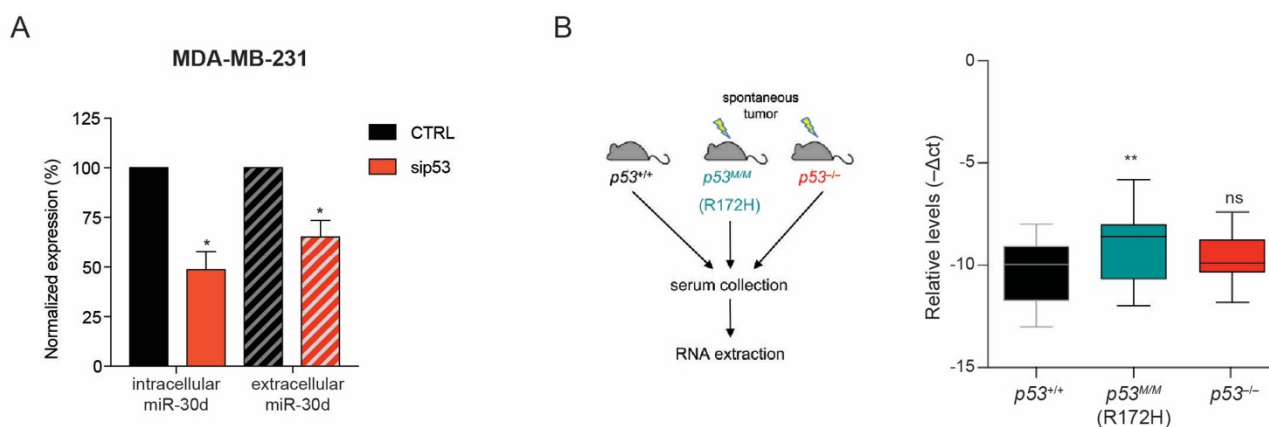 A
MDA-MB-231
Normalized expression (%)
125
100
75
50
25
0
*
*
intracellular
miR-30d
extracellular
miR-30d
CTRL
sip53
B
spontaneous
tumor
p53+/+
p53M/M
(R172H)
p53–/–
serum collection
RNA extraction
Relative levels (–Δct)
0
-5
-10
-15
**
ns
p53+/+
p53M/M
(R172H)
p53–/–